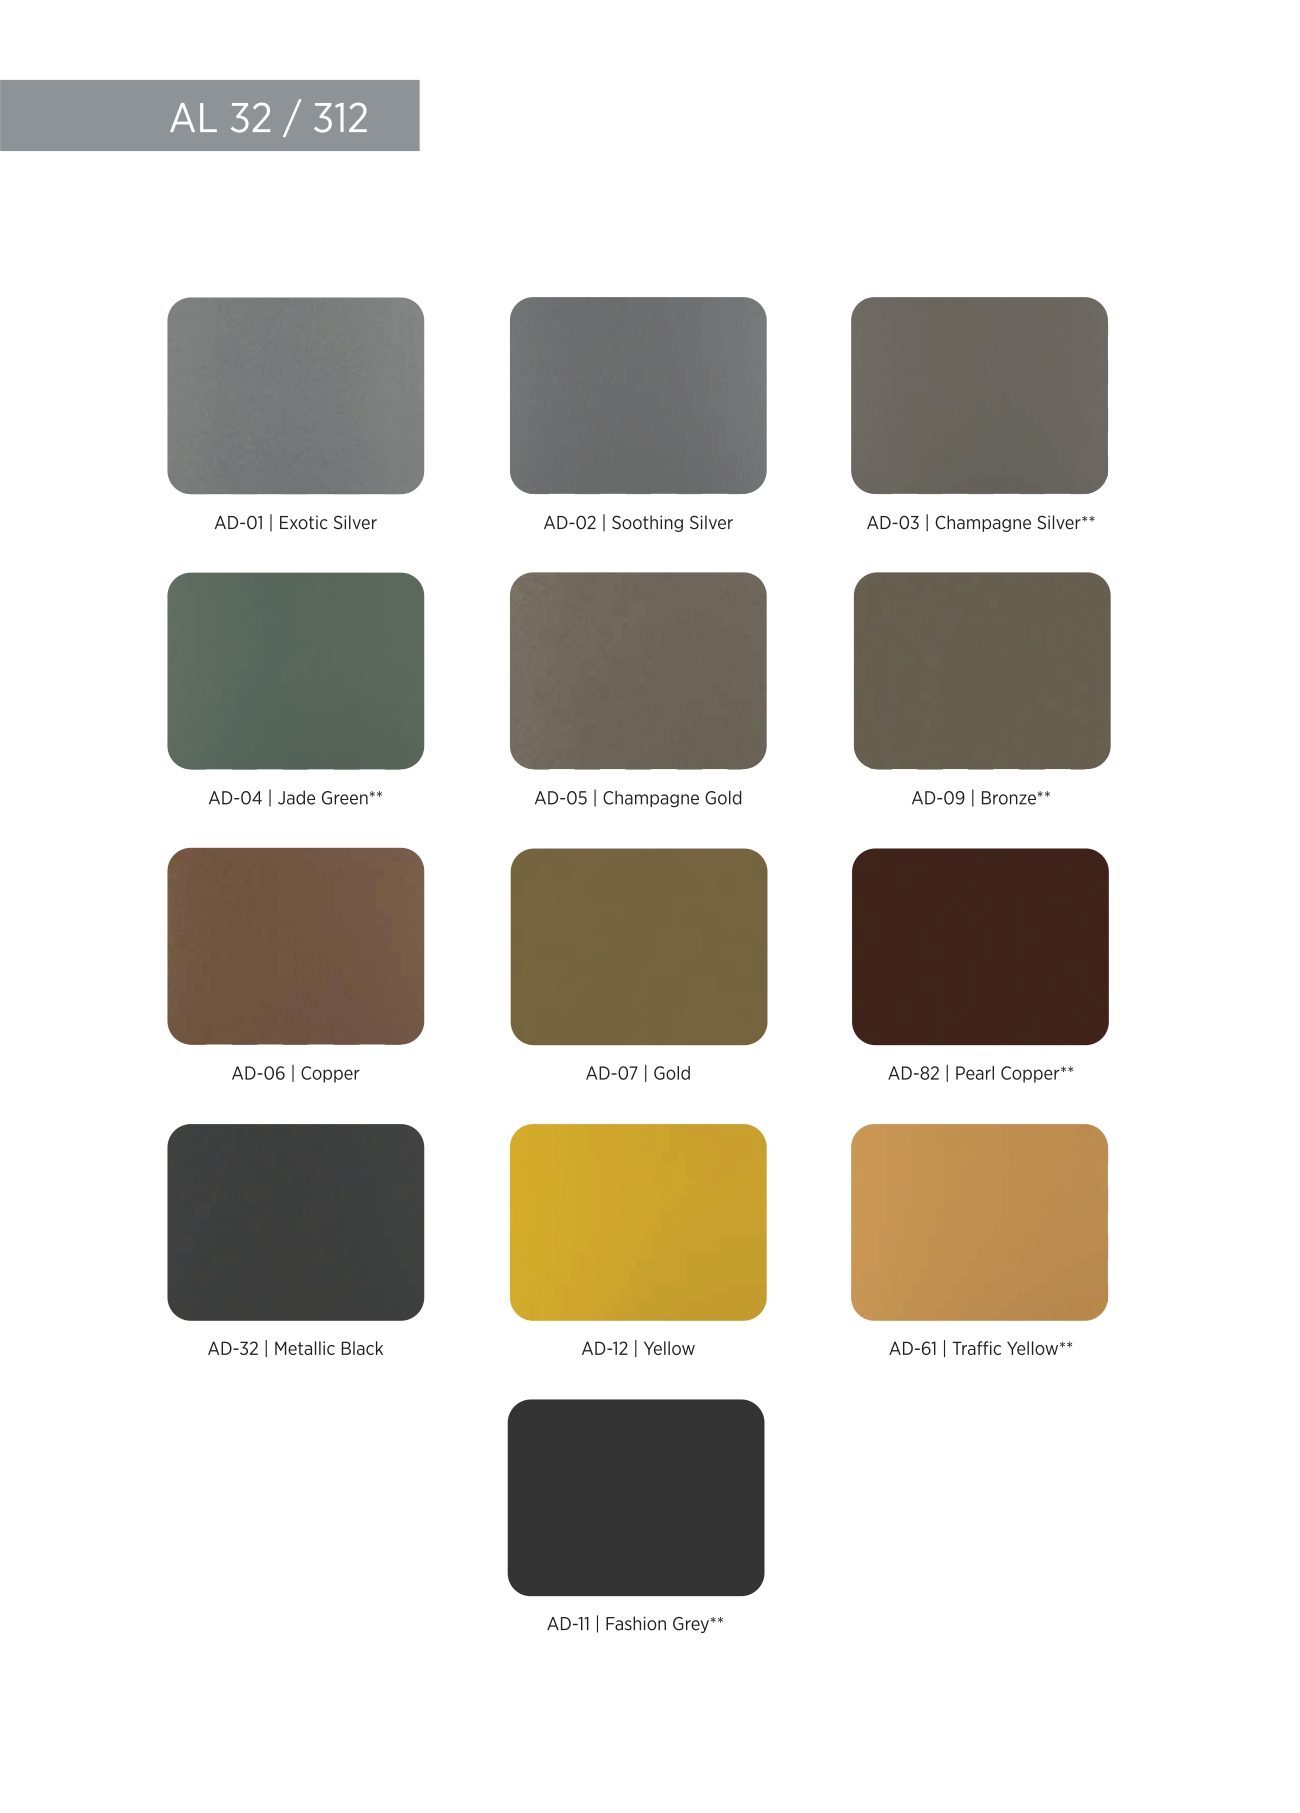 AL 32 / 312
AD-01 | Exotic Silver
AD-02 | Soothing Silver
AD-03 | Champagne Silver**
AD-04 | Jade Green**
AD-05 | Champagne Gold
AD-09 | Bronze**
AD-06 | Copper
AD-07 | Gold
AD-82 | Pearl Copper**
AD-32 | Metallic Black
AD-12 | Yellow
AD-61 | Traffic Yellow**
AD-11 | Fashion Grey**